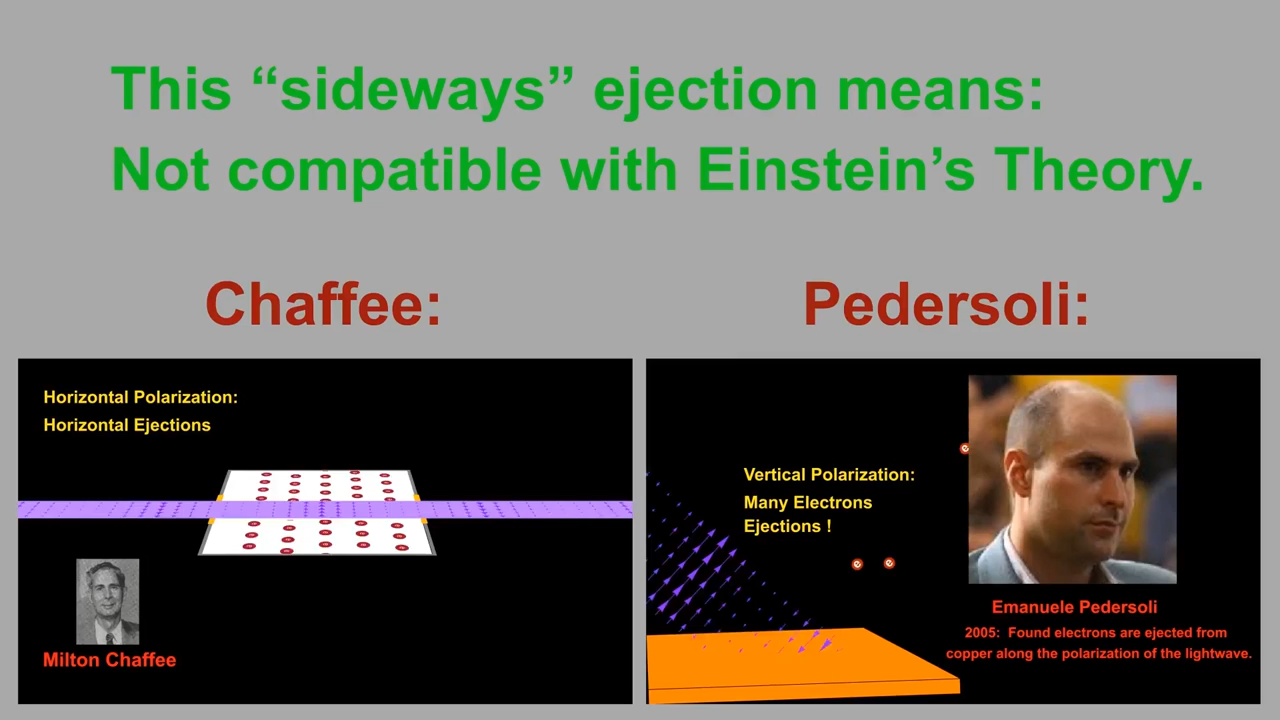 This “sideways” ejection means:
Not compatible with Einstein’s Theory.
Chaffee:
Pedersoli:
Horizontal Polarization:
Horizontal Ejections
Milton Chaffee
Vertical Polarization:
Many Electrons
Ejections !
e
e
e
Emanuele Pedersoli
2005: Found electrons are ejected from
copper along the polarization of the lightwave.